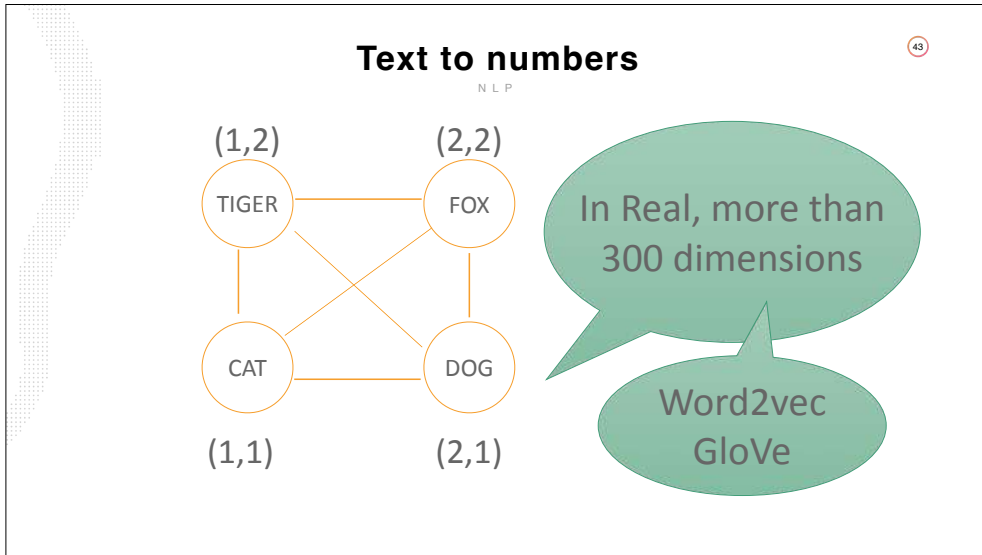 Text to numbers
43
NLP
(1,2)
(2,2)
TIGER
FOX
In Real, more than
300 dimensions
CAT
DOG
Word2vec
GloVe
(1,1)
(2,1)